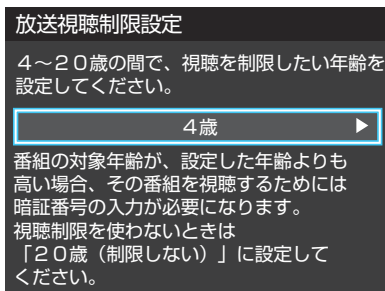 放送視聴制限設定
４～２０歳の間で、視聴を制限したい年齢を
設定してください。
４歳 ▶
番組の対象年齢が、設定した年齢よりも
高い場合、その番組を視聴するためには
暗証番号の入力が必要になります。
視聴制限を使わないときは
「２０歳（制限しない）」に設定して
ください。